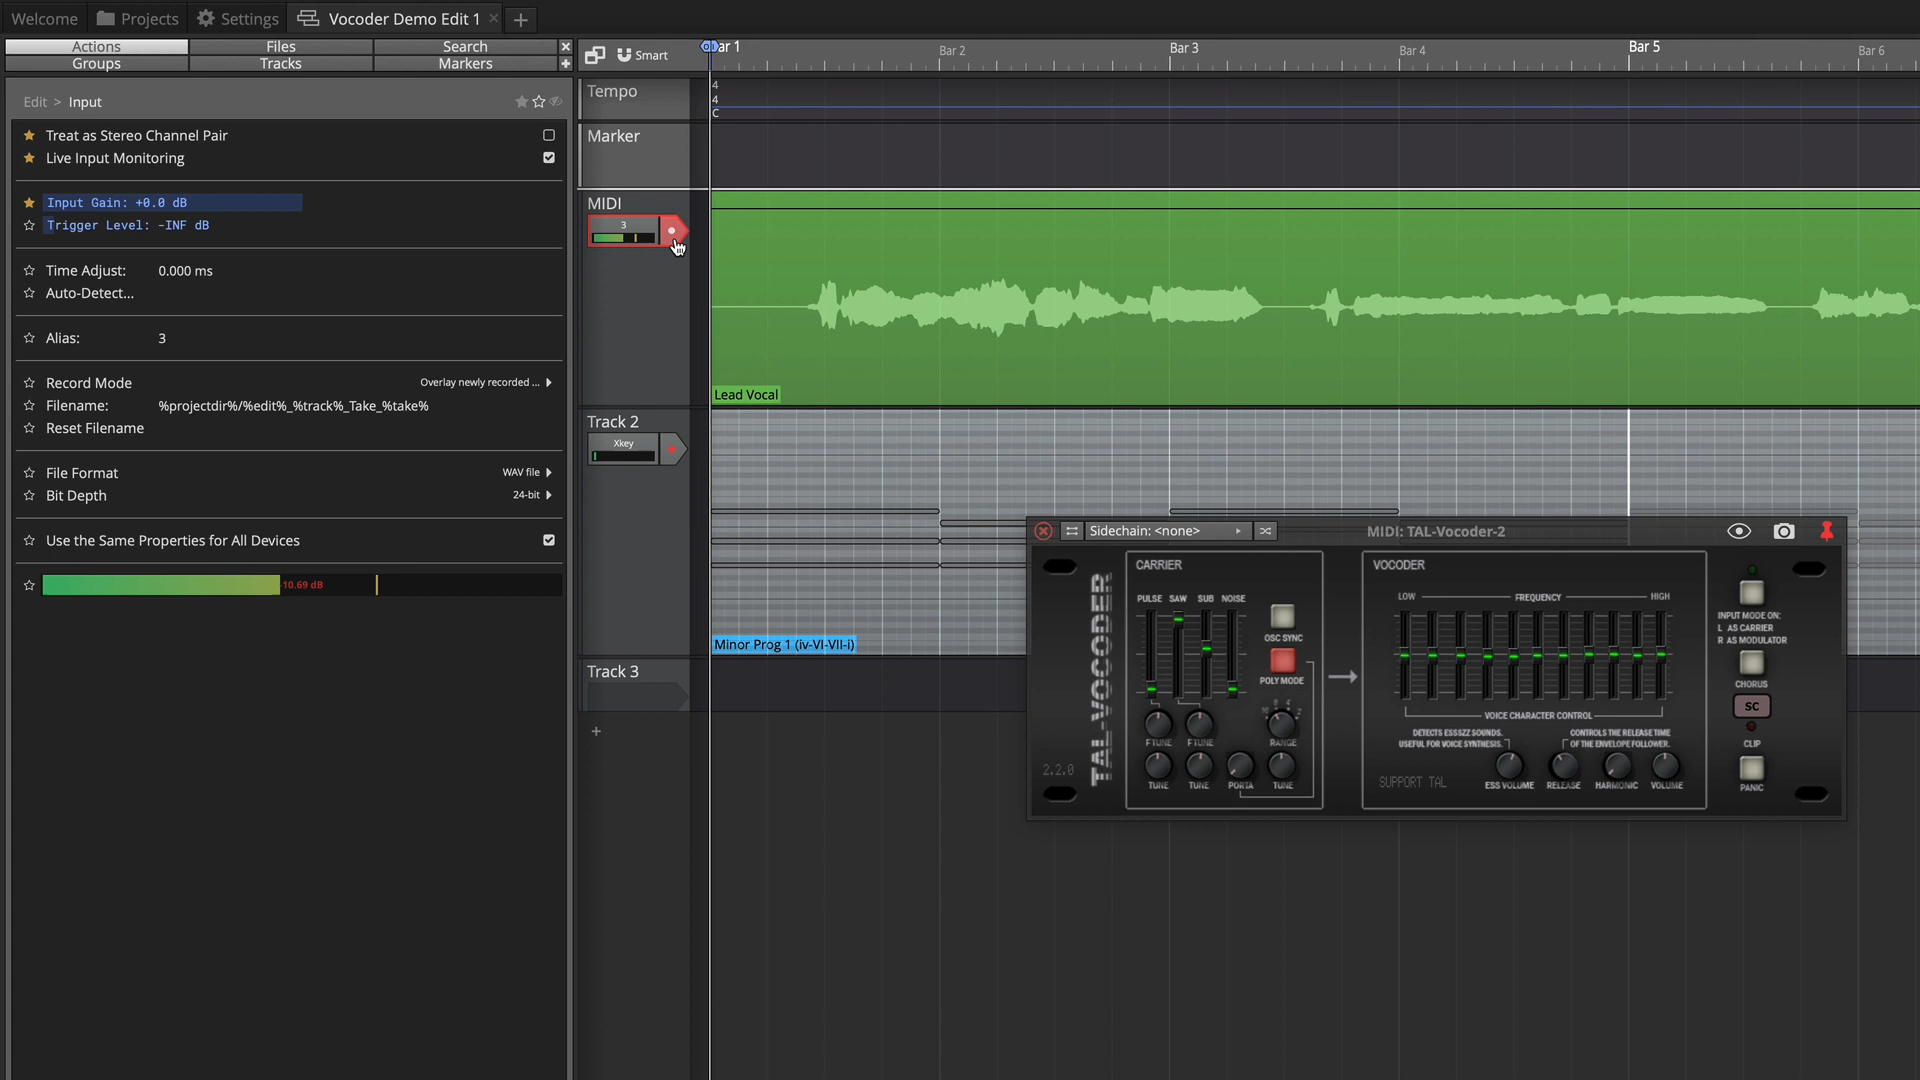 Welcome Projects Settings Vocoder Demo Edit 1
Actions Files Search
Groups Tracks Markers
Edit > Input
Treat as Stereo Channel Pair
Live Input Monitoring
Input Gain: +0.0 dB
Trigger Level: -INF dB
Time Adjust: 0.000 ms
Auto-Detect...
Alias: 3
Record Mode Overlay newly recorded ...
Filename: %projectdir%/%edit%_%track%_Take_%take%
Reset Filename
File Format WAV file
Bit Depth 24-bit
Use the Same Properties for All Devices
-10.69 dB
Smart
ar 1 Bar 2 Bar 3 Bar 4 Bar 5 Bar 6
Tempo
4
4
C
Marker
MIDI
3
Lead Vocal
Track 2
Xkey
Minor Prog 1 (iv-VI-VII-i)
Track 3
Sidechain: <none> MIDI: TAL-Vocoder-2
TAL-VOCODER
2.2.0
CARRIER
PULSE SAW SUB NOISE
OSC SYNC
POLY MODE
10 8 4 2
FTUNE FTUNE RANGE
TUNE TUNE PORTA TUNE
VOCODER
LOW FREQUENCY HIGH
VOICE CHARACTER CONTROL
DETECTS ESSSZZ SOUNDS.
USEFUL FOR VOICE SYNTHESIS.
CONTROLS THE RELEASE TIME
OF THE ENVELOPE FOLLOWER.
SUPPORT TAL
ESS VOLUME RELEASE HARMONIC VOLUME
INPUT MODE ON:
L AS CARRIER
R AS MODULATOR
CHORUS
SC
CLIP
PANIC